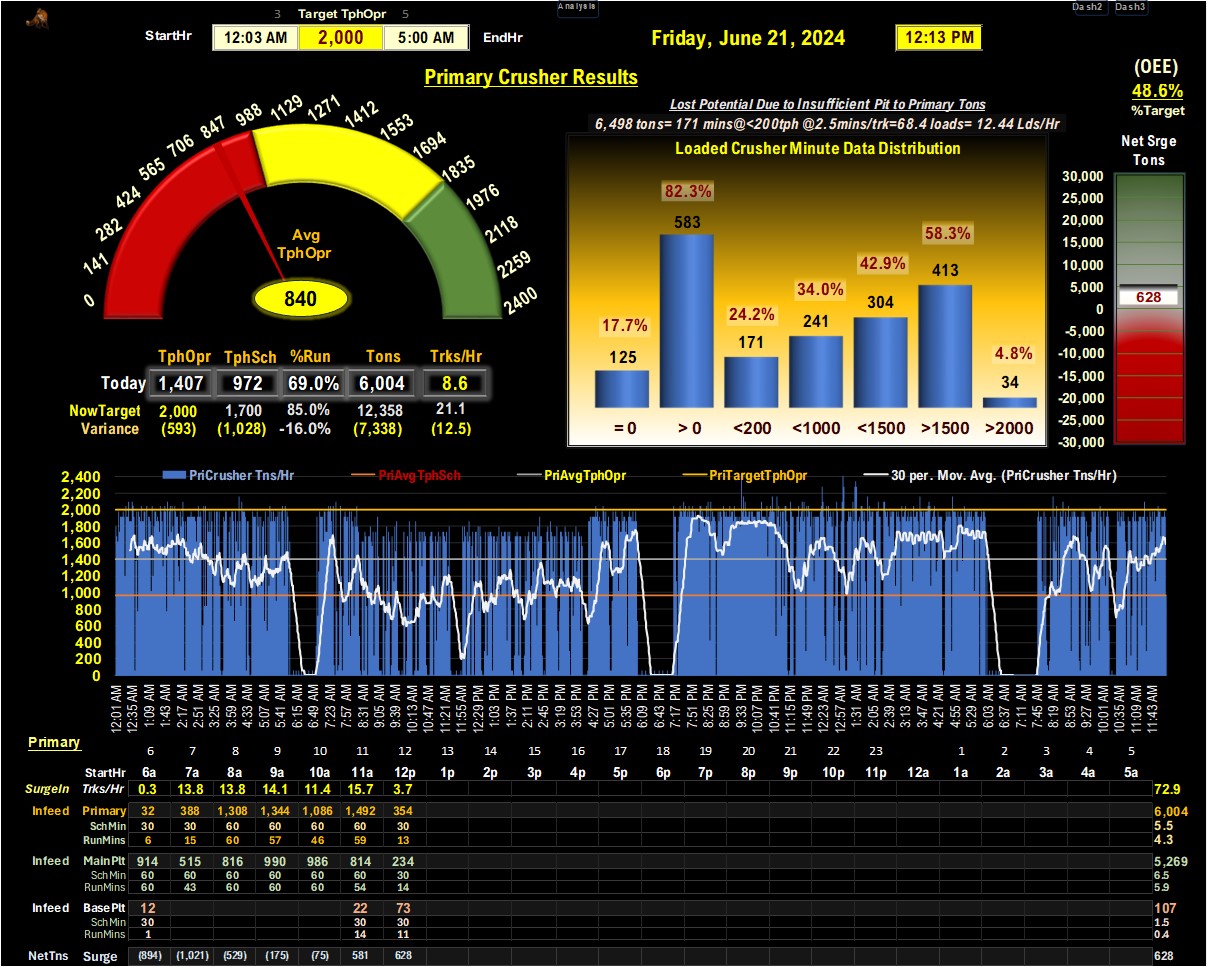 3 Target TphOpr 5
Analysis
Dash2 Dash3
StartHr 12:03 AM 2,000 5:00 AM EndHr
Friday, June 21, 2024
12:13 PM
Primary Crusher Results
(OEE)
48.6%
%Target
Lost Potential Due to Insufficient Pit to Primary Tons
6,498 tons= 171 mins@<200tph @2.5mins/trk=68.4 loads= 12.44 Lds/Hr
0 141 282 424 565 706 847 988 1129 1271 1412 1553 1694 1835 1976 2118 2259 2400
Avg
TphOpr
840
Loaded Crusher Minute Data Distribution
17.7% 82.3% 24.2% 34.0% 42.9% 58.3% 4.8%
125 583 171 241 304 413 34
= 0 > 0 <200 <1000 <1500 >1500 >2000
Net Srge
Tons
30,000
25,000
20,000
15,000
10,000
5,000
0
-5,000
-10,000
-15,000
-20,000
-25,000
-30,000
628
TphOpr TphSch %Run Tons Trks/Hr
Today 1,407 972 69.0% 6,004 8.6
NowTarget 2,000 1,700 85.0% 12,358 21.1
Variance (593) (1,028) -16.0% (7,338) (12.5)
PriCrusher Tns/Hr PriAvgTphSch PriAvgTphOpr PriTargetTphOpr 30 per. Mov. Avg. (PriCrusher Tns/Hr)
2,400
2,200
2,000
1,800
1,600
1,400
1,200
1,000
800
600
400
200
0
12:01 AM 12:35 AM 1:09 AM 1:43 AM 2:17 AM 2:51 AM 3:25 AM 3:59 AM 4:33 AM 5:07 AM 5:41 AM 6:15 AM 6:49 AM 7:23 AM 7:57 AM 8:31 AM 9:05 AM 9:39 AM 10:13 AM 10:47 AM 11:21 AM 11:55 AM 12:29 PM 1:03 PM 1:37 PM 2:11 PM 2:45 PM 3:19 PM 3:53 PM 4:27 PM 5:01 PM 5:35 PM 6:09 PM 6:43 PM 7:17 PM 7:51 PM 8:25 PM 8:59 PM 9:33 PM 10:07 PM 10:41 PM 11:15 PM 11:49 PM 12:23 AM 12:57 AM 1:31 AM 2:05 AM 2:39 AM 3:13 AM 3:47 AM 4:21 AM 4:55 AM 5:29 AM 6:03 AM 6:37 AM 7:11 AM 7:45 AM 8:19 AM 8:53 AM 9:27 AM 10:01 AM 10:35 AM 11:09 AM 11:43 AM
Primary
6 7 8 9 10 11 12 13 14 15 16 17 18 19 20 21 22 23 1 2 3 4 5
StartHr 6a 7a 8a 9a 10a 11a 12p 1p 2p 3p 4p 5p 6p 7p 8p 9p 10p 11p 12a 1a 2a 3a 4a 5a
SurgeIn Trks/Hr 0.3 13.8 13.8 14.1 11.4 15.7 3.7 72.9
Infeed Primary 32 388 1,308 1,344 1,086 1,492 354 6,004
SchMin 30 30 60 60 60 60 30 5.5
RunMins 6 15 60 57 46 59 13 4.3
Infeed MainPlt 914 515 816 990 986 814 234 5,269
SchMin 60 60 60 60 60 60 30 6.5
RunMins 60 43 60 60 60 54 14 5.9
Infeed BasePlt 12 22 73 107
SchMin 30 30 30 1.5
RunMins 1 14 11 0.4
NetTns Surge (894) (1,021) (529) (175) (75) 581 628 628